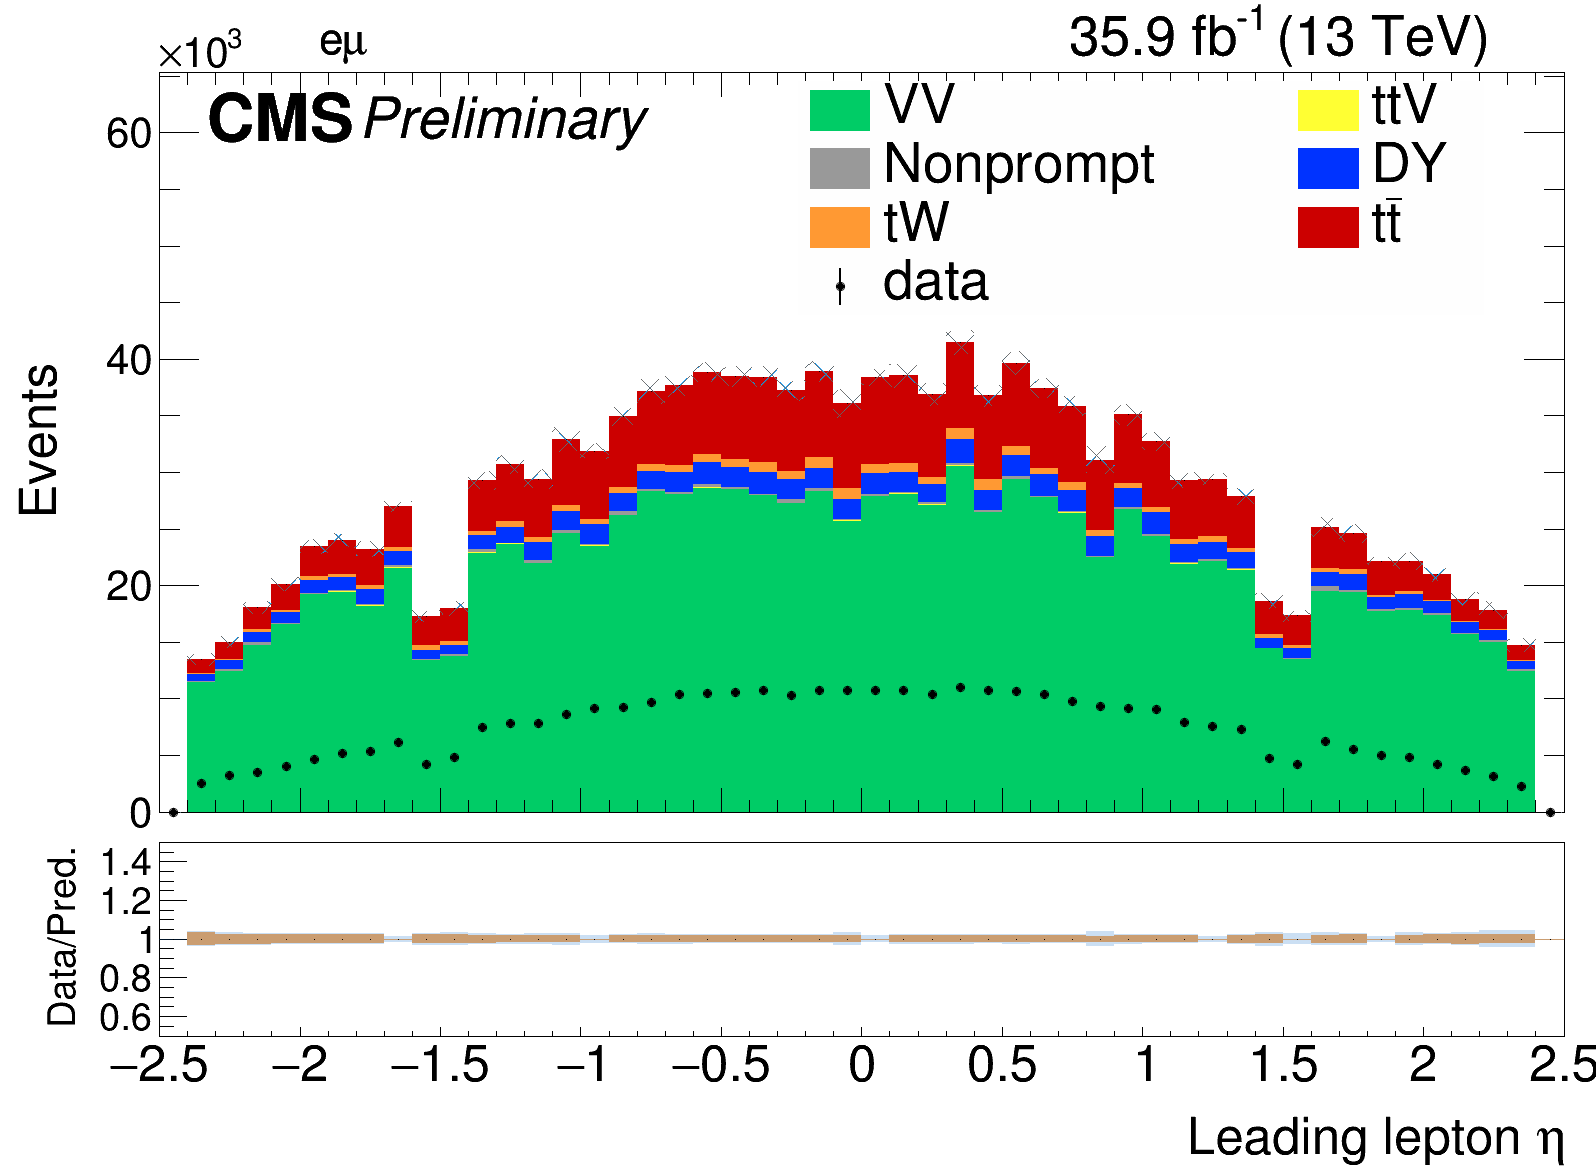 ×10³ eμ 35.9 fb⁻¹ (13 TeV)
CMS Preliminary
VV ttV
Nonprompt DY
tW tt̄
data
Events
60
40
20
0
Data/Pred.
1.4
1.2
1
0.8
0.6
−2.5 −2 −1.5 −1 −0.5 0 0.5 1 1.5 2 2.5
Leading lepton η